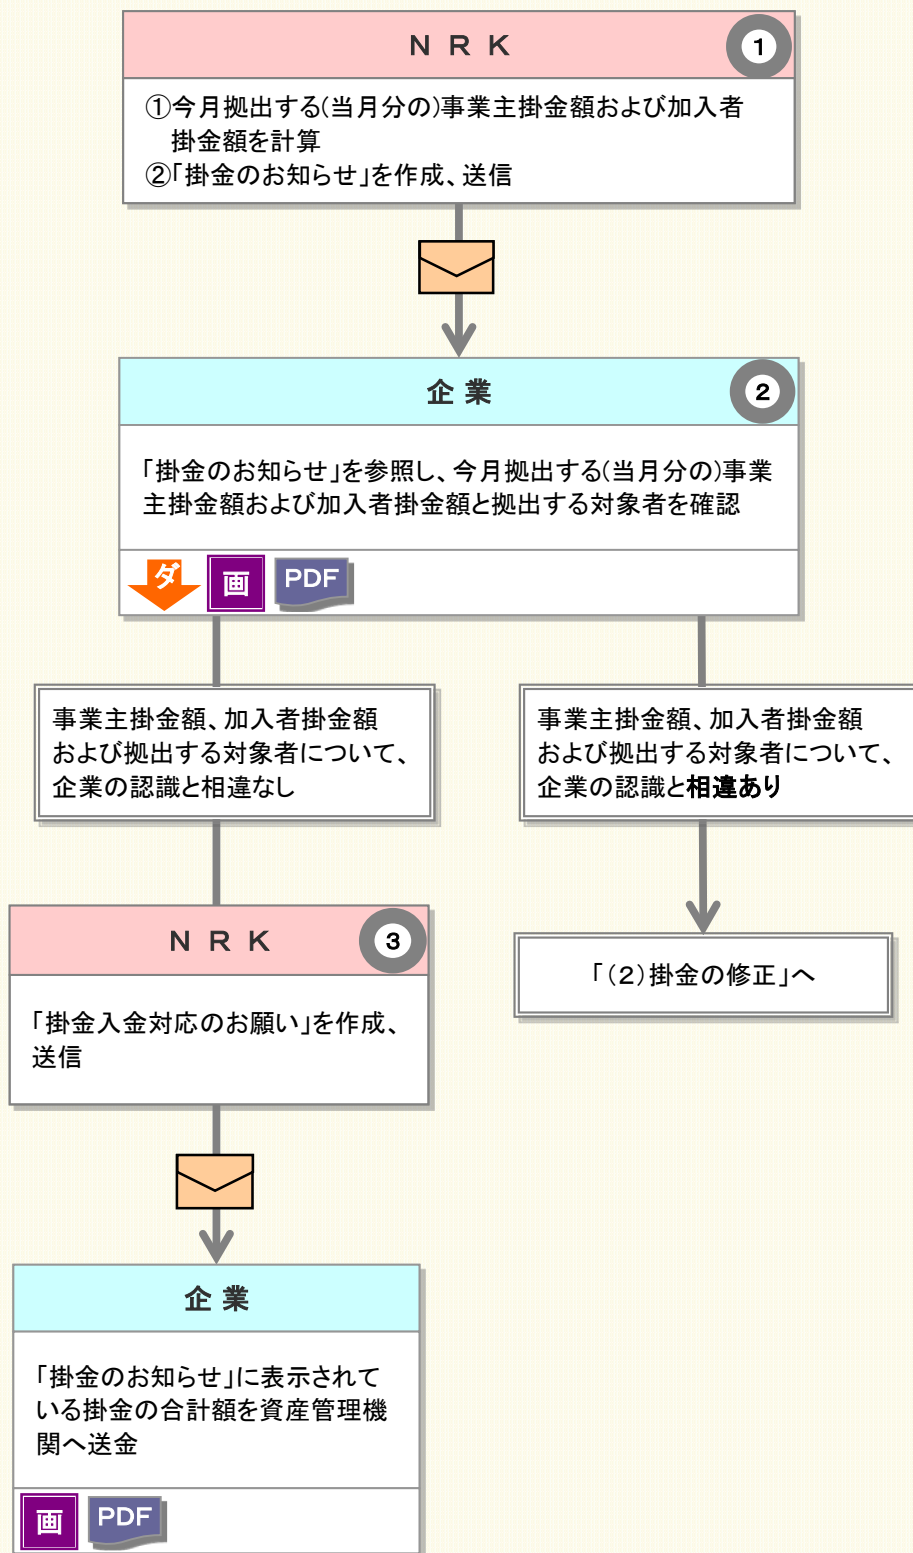 ＮＲＫ
1
①今月拠出する(当月分の)事業主掛金額および加入者
掛金額を計算
②「掛金のお知らせ」を作成、送信
企業
2
「掛金のお知らせ」を参照し、今月拠出する(当月分の)事業
主掛金額および加入者掛金額と拠出する対象者を確認
ダ
画
PDF
事業主掛金額、加入者掛金額
および拠出する対象者について、
企業の認識と相違なし
事業主掛金額、加入者掛金額
および拠出する対象者について、
企業の認識と相違あり
ＮＲＫ
3
「掛金入金対応のお願い」を作成、
送信
「(２)掛金の修正」へ
企業
「掛金のお知らせ」に表示されて
いる掛金の合計額を資産管理機
関へ送金
画
PDF